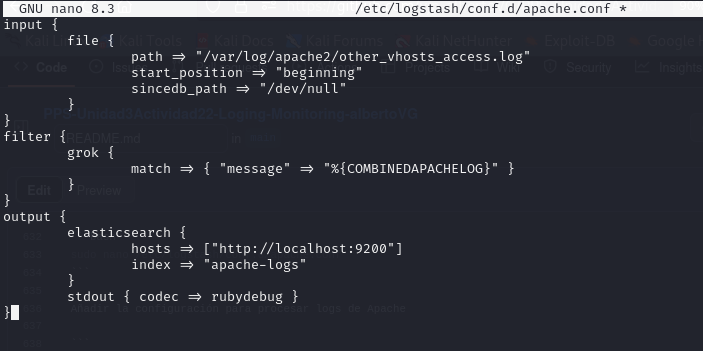 GNU nano 8.3 /etc/logstash/conf.d/apache.conf *
input {
file {
path => "/var/log/apache2/other_vhosts_access.log"
start_position => "beginning"
sincedb_path => "/dev/null"
}
}
filter {
grok {
match => { "message" => "%{COMBINEDAPACHELOG}" }
}
}
output {
elasticsearch {
hosts => ["http://localhost:9200"]
index => "apache-logs"
}
stdout { codec => rubydebug }
}